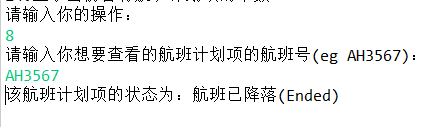 请输入你的操作：
8
请输入你想要查看的航班计划项的航班号(eg AH3567)：
AH3567
该航班计划项的状态为：航班已降落(Ended)